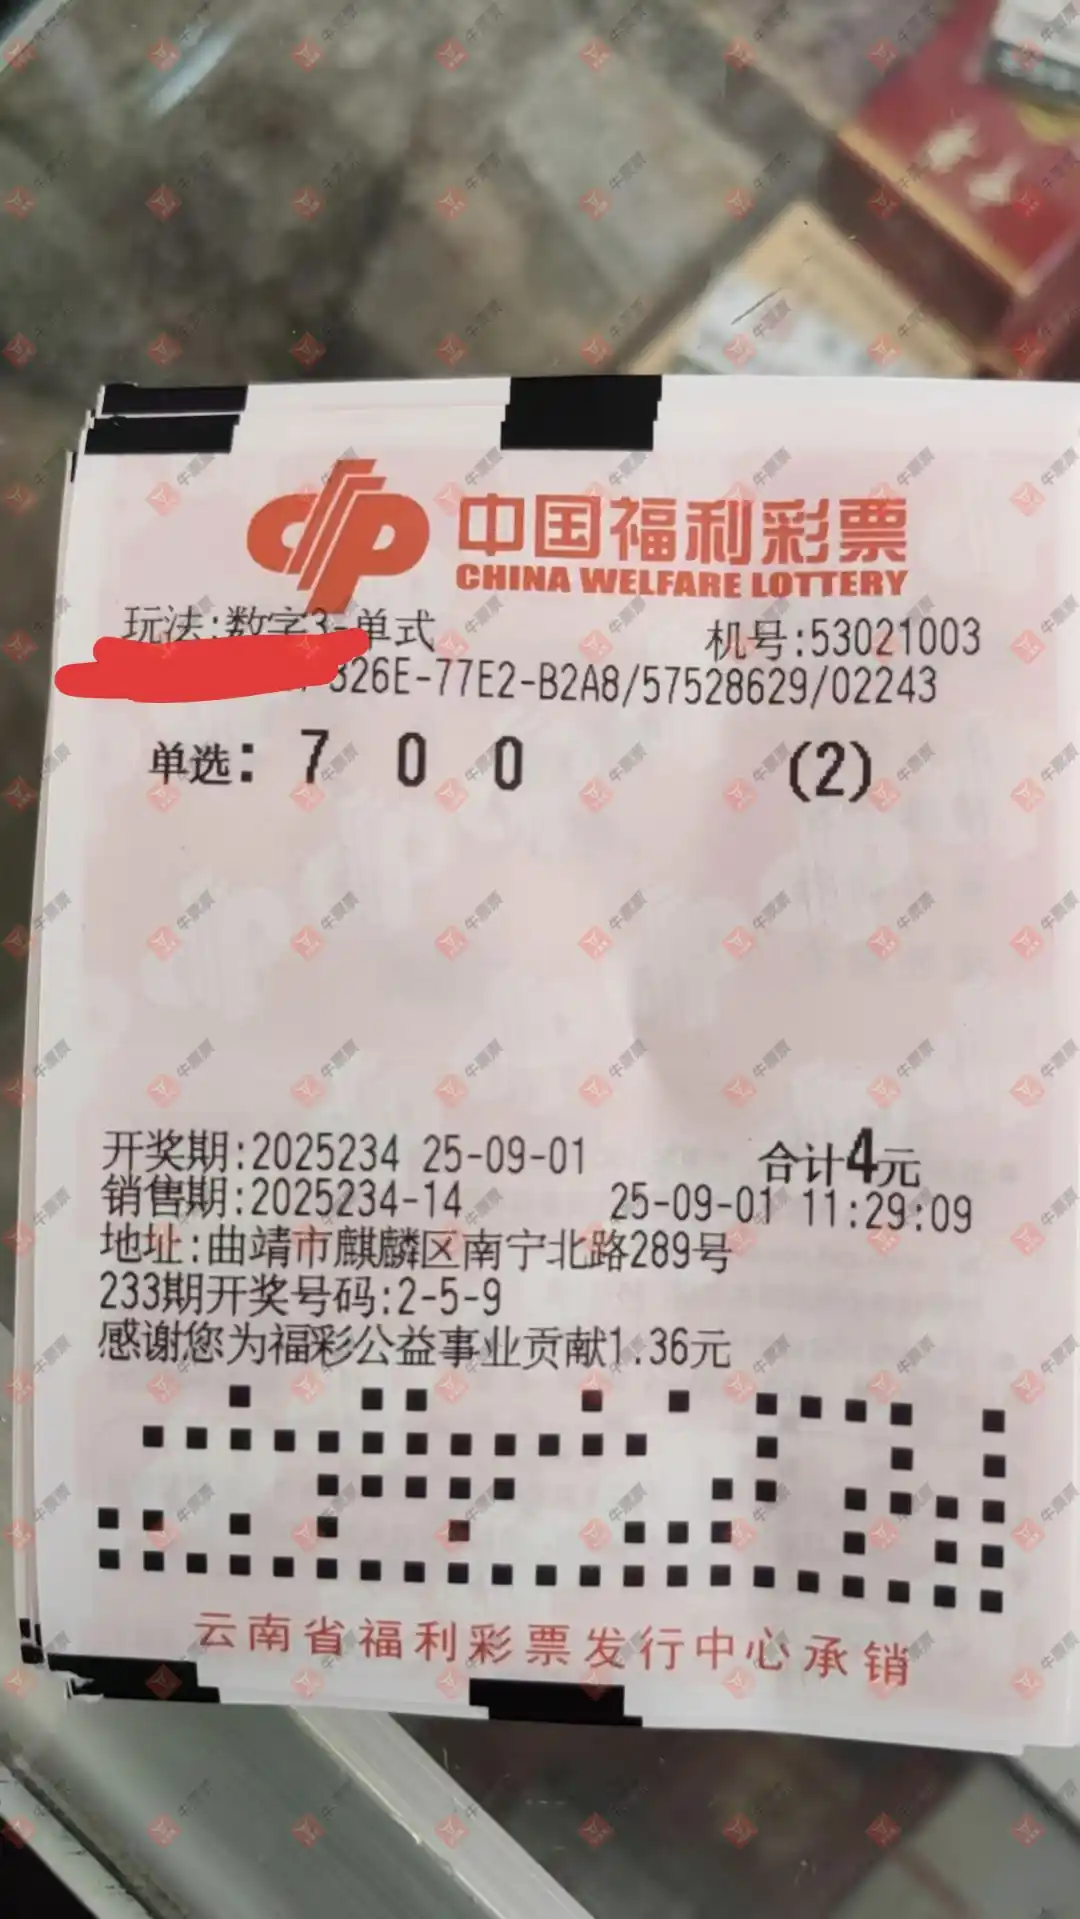 中国福利彩票
CHINA WELFARE LOTTERY
玩法:数字3-单式
机号:53021003
326E-77E2-B2A8/57528629/02243
单选: 7 0 0 (2)
开奖期:2025234 25-09-01 合计4元
销售期:2025234-14 25-09-01 11:29:09
地址:曲靖市麒麟区南宁北路289号
233期开奖号码:2-5-9
感谢您为福彩公益事业贡献1.36元
云南省福利彩票发行中心承销
牛票票